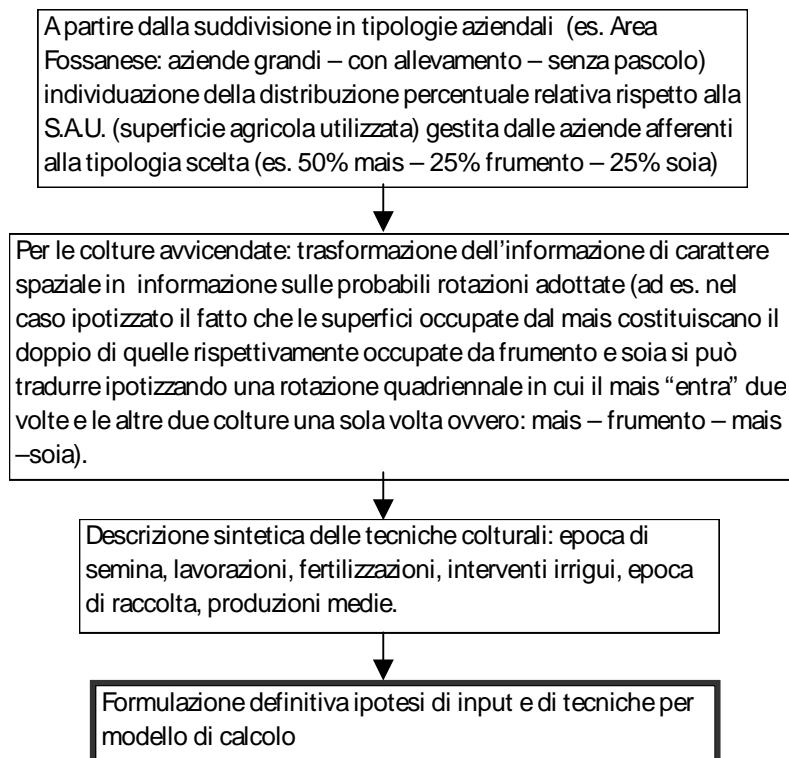 A partire dalla suddivisione in tipologie aziendali (es. Area
Fossanese: aziende grandi – con allevamento – senza pascolo)
individuazione della distribuzione percentuale relativa rispetto alla
S.A.U. (superficie agricola utilizzata) gestita dalle aziende afferenti
alla tipologia scelta (es. 50% mais – 25% frumento – 25% soia)
Per le colture avvicendate: trasformazione dell'informazione di carattere
spaziale in informazione sulle probabili rotazioni adottate (ad es. nel
caso ipotizzato il fatto che le superfici occupate dal mais costituiscano il
doppio di quelle rispettivamente occupate da frumento e soia si può
tradurre ipotizzando una rotazione quadriennale in cui il mais “entra” due
volte e le altre due colture una sola volta ovvero: mais – frumento – mais
–soia).
Descrizione sintetica delle tecniche colturali: epoca di
semina, lavorazioni, fertilizzazioni, interventi irrigui, epoca
di raccolta, produzioni medie.
Formulazione definitiva ipotesi di input e di tecniche per
modello di calcolo